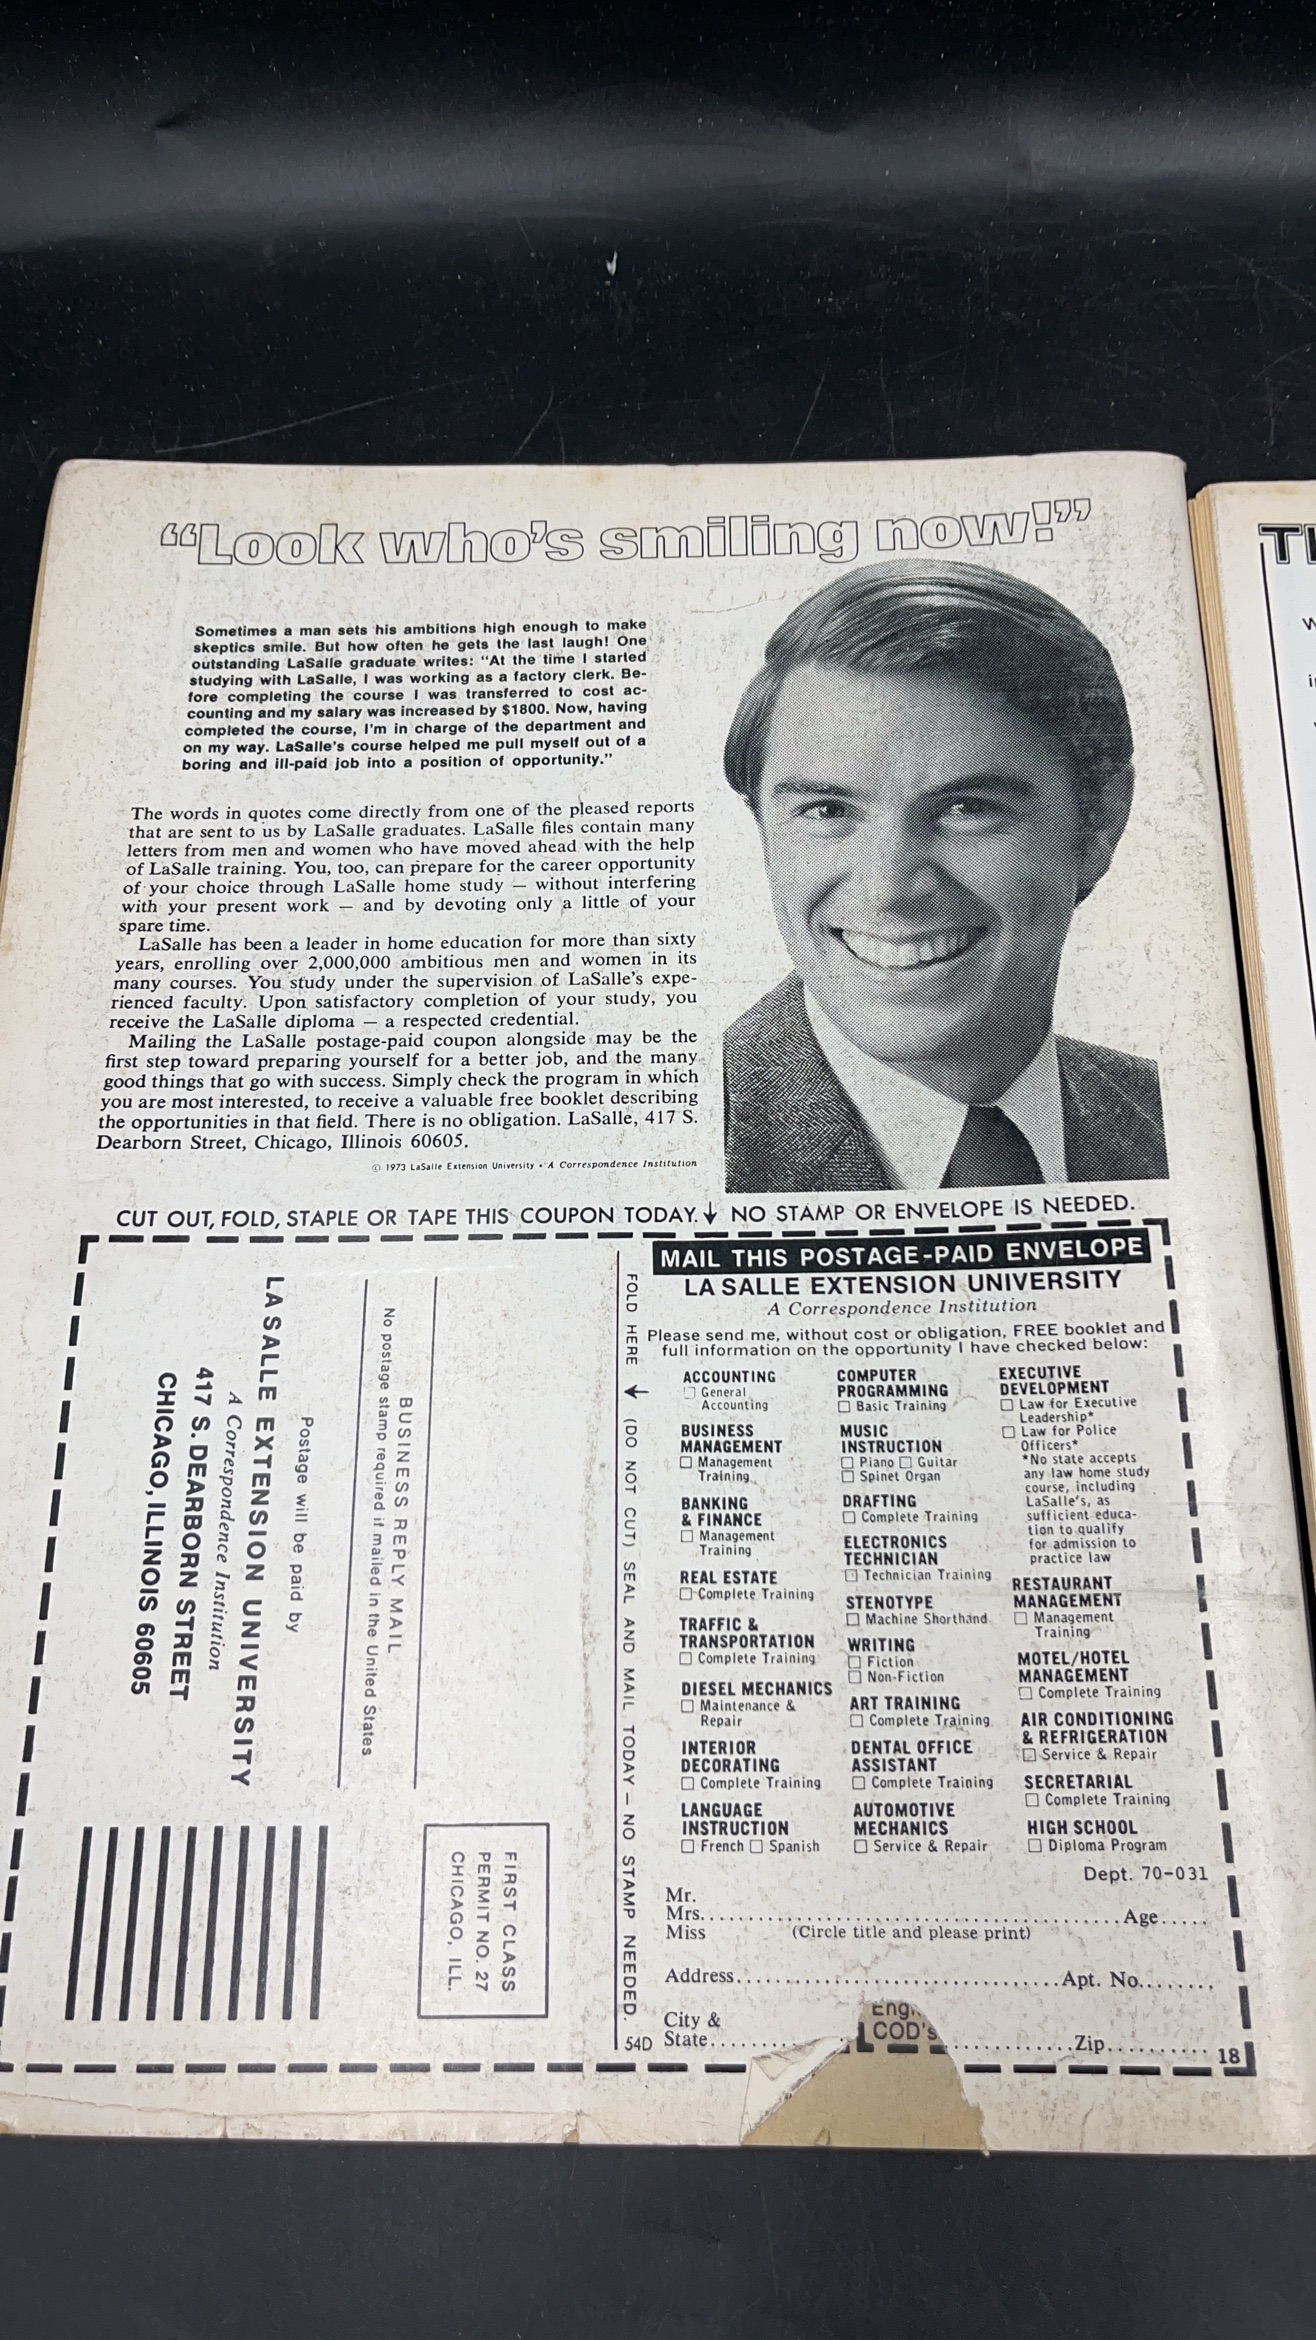 “Look who's smiling now!”
Sometimes a man sets his ambitions high enough to make
skeptics smile. But how often he gets the last laugh! One
outstanding LaSalle graduate writes: “At the time I started
studying with LaSalle, I was working as a factory clerk. Be-
fore completing the course I was transferred to cost ac-
counting and my salary was increased by $1800. Now, having
completed the course, I'm in charge of the department and
on my way. LaSalle's course helped me pull myself out of a
boring and ill-paid job into a position of opportunity.”
The words in quotes come directly from one of the pleased reports
that are sent to us by LaSalle graduates. LaSalle files contain many
letters from men and women who have moved ahead with the help
of LaSalle training. You, too, can prepare for the career opportunity
of your choice through LaSalle home study — without interfering
with your present work — and by devoting only a little of your
spare time.
LaSalle has been a leader in home education for more than sixty
years, enrolling over 2,000,000 ambitious men and women in its
many courses. You study under the supervision of LaSalle's expe-
rienced faculty. Upon satisfactory completion of your study, you
receive the LaSalle diploma — a respected credential.
Mailing the LaSalle postage-paid coupon alongside may be the
first step toward preparing yourself for a better job, and the many
good things that go with success. Simply check the program in which
you are most interested, to receive a valuable free booklet describing
the opportunities in that field. There is no obligation. LaSalle, 417 S.
Dearborn Street, Chicago, Illinois 60605.
© 1973 LaSalle Extension University • A Correspondence Institution
CUT OUT, FOLD, STAPLE OR TAPE THIS COUPON TODAY. ↓ NO STAMP OR ENVELOPE IS NEEDED.
FIRST CLASS
PERMIT NO. 27
CHICAGO, ILL.
BUSINESS REPLY MAIL
No postage stamp required if mailed in the United States
Postage will be paid by
LA SALLE EXTENSION UNIVERSITY
A Correspondence Institution
417 S. DEARBORN STREET
CHICAGO, ILLINOIS 60605
FOLD HERE ↓ (DO NOT CUT) SEAL AND MAIL TODAY — NO STAMP NEEDED.
54D
MAIL THIS POSTAGE-PAID ENVELOPE
LA SALLE EXTENSION UNIVERSITY
A Correspondence Institution
Please send me, without cost or obligation, FREE booklet and
full information on the opportunity I have checked below:
ACCOUNTING
☐ General
Accounting
BUSINESS
MANAGEMENT
☐ Management
Training
BANKING
& FINANCE
☐ Management
Training
REAL ESTATE
☐ Complete Training
TRAFFIC &
TRANSPORTATION
☐ Complete Training
DIESEL MECHANICS
☐ Maintenance &
Repair
INTERIOR
DECORATING
☐ Complete Training
LANGUAGE
INSTRUCTION
☐ French ☐ Spanish
COMPUTER
PROGRAMMING
☐ Basic Training
MUSIC
INSTRUCTION
☐ Piano ☐ Guitar
☐ Spinet Organ
DRAFTING
☐ Complete Training
ELECTRONICS
TECHNICIAN
☐ Technician Training
STENOTYPE
☐ Machine Shorthand
WRITING
☐ Fiction
☐ Non-Fiction
ART TRAINING
☐ Complete Training
DENTAL OFFICE
ASSISTANT
☐ Complete Training
AUTOMOTIVE
MECHANICS
☐ Service & Repair
EXECUTIVE
DEVELOPMENT
☐ Law for Executive
Leadership*
☐ Law for Police
Officers*
*No state accepts
any law home study
course, including
LaSalle's, as
sufficient educa-
tion to qualify
for admission to
practice law
RESTAURANT
MANAGEMENT
☐ Management
Training
MOTEL/HOTEL
MANAGEMENT
☐ Complete Training
AIR CONDITIONING
& REFRIGERATION
☐ Service & Repair
SECRETARIAL
☐ Complete Training
HIGH SCHOOL
☐ Diploma Program
Dept. 70-031
Mr.
Mrs. Age
Miss (Circle title and please print)
Address Apt. No.
City &
State Zip
COD's
18